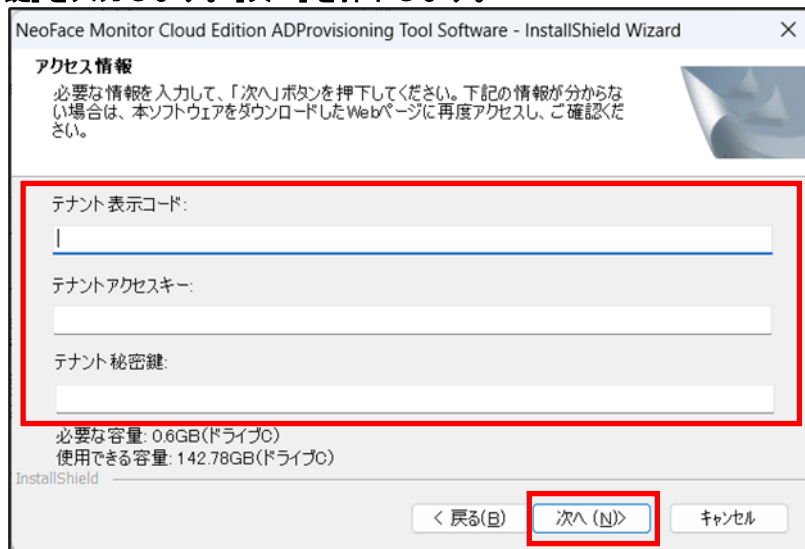 NeoFace Monitor Cloud Edition ADProvisioning Tool Software - InstallShield Wizard
アクセス情報
必要な情報を入力して、「次へ」ボタンを押下してください。下記の情報が分からな
い場合は、本ソフトウェアをダウンロードしたWebページに再度アクセスし、ご確認くだ
さい。
テナント表示コード:
テナントアクセスキー:
テナント秘密鍵:
必要な容量: 0.6GB(ドライブC)
使用できる容量: 142.78GB(ドライブC)
InstallShield
< 戻る(B)
次へ (N)>
キャンセル